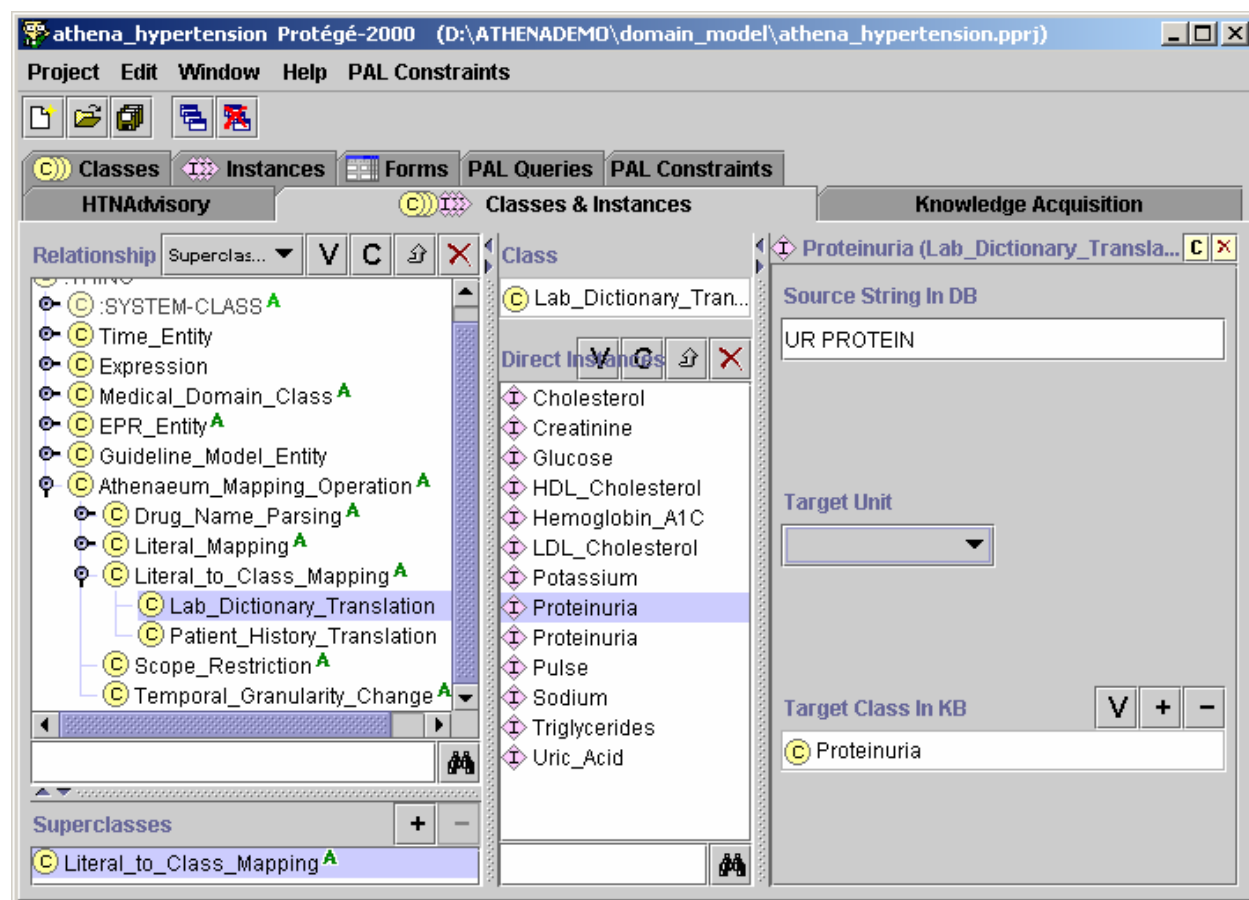 athena_hypertension Protégé-2000 (D:\ATHENADEMO\domain_model\athena_hypertension.pprj)
Project Edit Window Help PAL Constraints
C Classes I Instances Forms PAL Queries PAL Constraints
HTNAdvisory C I Classes & Instances Knowledge Acquisition
Relationship Superclas... V C
:THING
C :SYSTEM-CLASS A
C Time_Entity
C Expression
C Medical_Domain_Class A
C EPR_Entity A
C Guideline_Model_Entity
C Athenaeum_Mapping_Operation A
C Drug_Name_Parsing A
C Literal_Mapping A
C Literal_to_Class_Mapping A
C Lab_Dictionary_Translation
C Patient_History_Translation
C Scope_Restriction A
C Temporal_Granularity_Change A
Superclasses + −
C Literal_to_Class_Mapping A
Class
C Lab_Dictionary_Tran...
Direct Instances V C
I Cholesterol
I Creatinine
I Glucose
I HDL_Cholesterol
I Hemoglobin_A1C
I LDL_Cholesterol
I Potassium
I Proteinuria
I Proteinuria
I Pulse
I Sodium
I Triglycerides
I Uric_Acid
I Proteinuria (Lab_Dictionary_Transla... C ×
Source String In DB
UR PROTEIN
Target Unit
Target Class In KB V + −
C Proteinuria